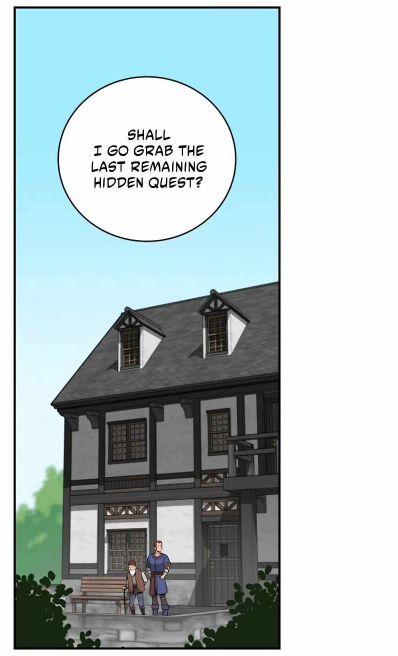 SHALL
I GO GRAB THE
LAST REMAINING
HIDDEN QUEST?